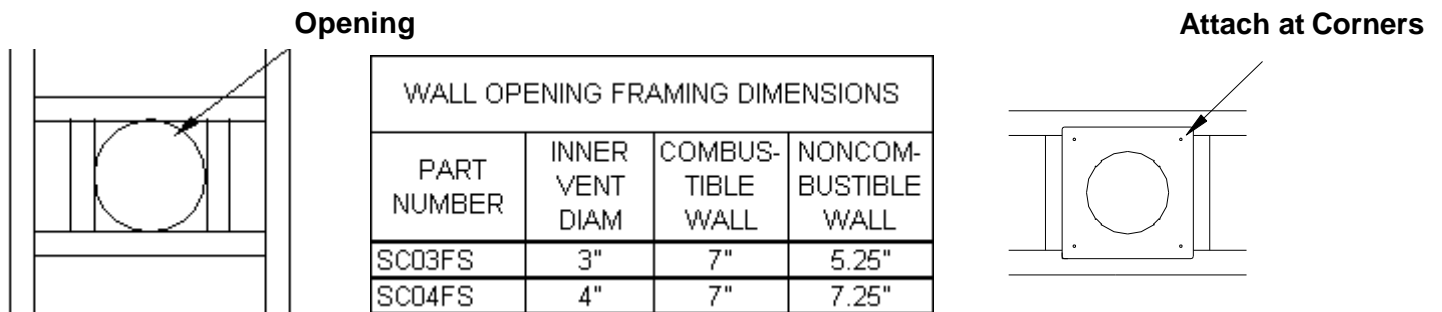 Opening
Attach at Corners
WALL OPENING FRAMING DIMENSIONS
PART NUMBER INNER VENT DIAM COMBUS- TIBLE WALL NONCOM- BUSTIBLE WALL
SC03FS 3" 7" 5.25"
SC04FS 4" 7" 7.25"